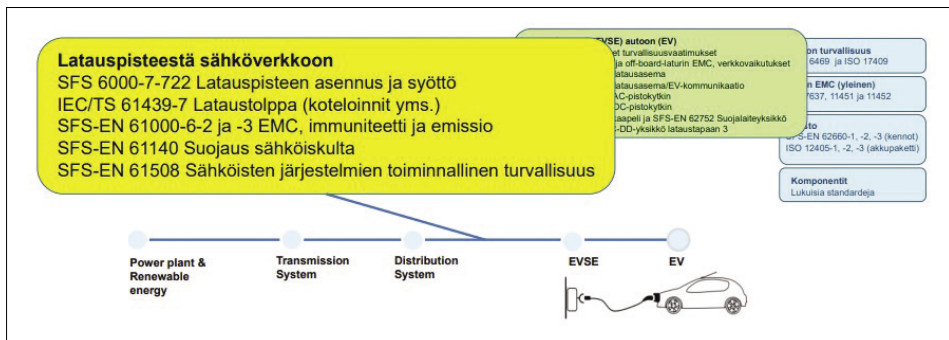 Latauspisteestä sähköverkkoon
SFS 6000-7-722 Latauspisteen asennus ja syöttö
IEC/TS 61439-7 Lataustolppa (koteloinnit yms.)
SFS-EN 61000-6-2 ja -3 EMC, immuniteetti ja emissio
SFS-EN 61140 Suojaus sähköiskulta
SFS-EN 61508 Sähköisten järjestelmien toiminnallinen turvallisuus
(EVSE) autoon (EV)
turvallisuusvaatimukset
ja off-board-laturin EMC, verkkovaikutukset
latausasema
latausasema/EV-kommunikaatio
AC-pistokytkin
DC-pistokytkin
kaapeli ja SFS-EN 62752 Suojalaiteyksikkö
-DD-yksikkö lataustapaan 3
turvallisuus
6469 ja ISO 17409
EMC (yleinen)
7637, 11451 ja 11452
SFS-EN 62660-1, -2, -3 (kennot)
ISO 12405-1, -2, -3 (akkupaketti)
Komponentit
Lukuisia standardeja
Power plant &
Renewable
energy
Transmission
System
Distribution
System
EVSE
EV